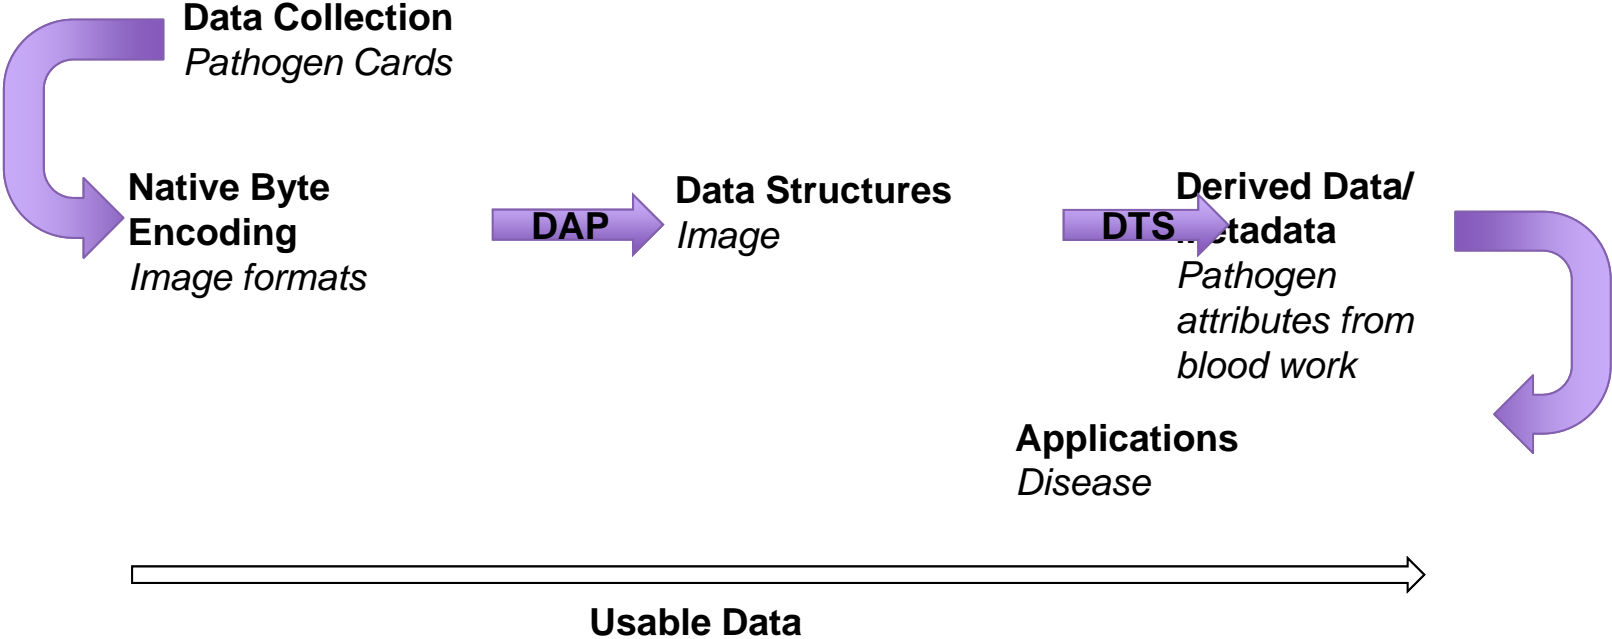 Data Collection
Pathogen Cards
Native Byte
Encoding
Image formats
DAP
Data Structures
Image
DTS
Derived Data/
Metadata
Pathogen
attributes from
blood work
Applications
Disease
Usable Data